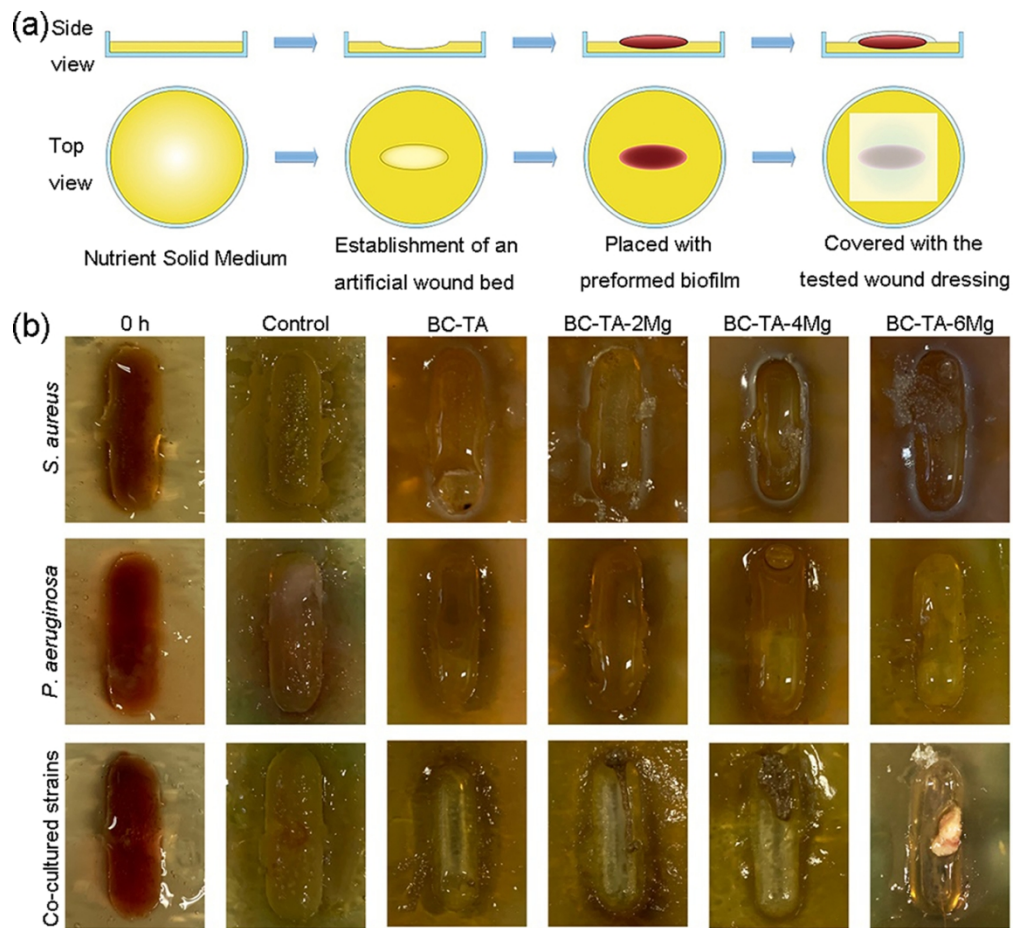 (a)
Side
view
Top
view
Nutrient Solid Medium
Establishment of an
artificial wound bed
Placed with
preformed biofilm
Covered with the
tested wound dressing
(b)
0 h
Control
BC-TA
BC-TA-2Mg
BC-TA-4Mg
BC-TA-6Mg
S. aureus
P. aeruginosa
Co-cultured strains